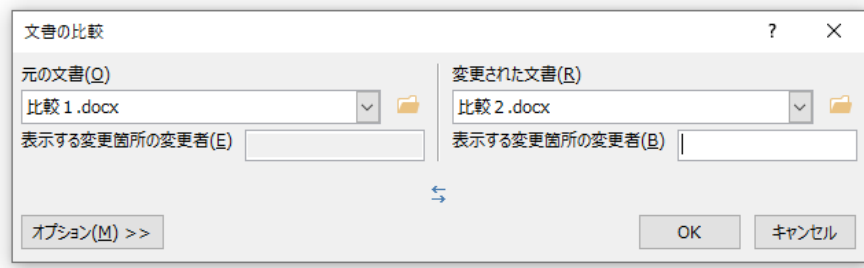 文書の比較 ?
元の文書(O)
比較１.docx
表示する変更箇所の変更者(E)
変更された文書(R)
比較２.docx
表示する変更箇所の変更者(B)
オプション(M) >>
OK
キャンセル